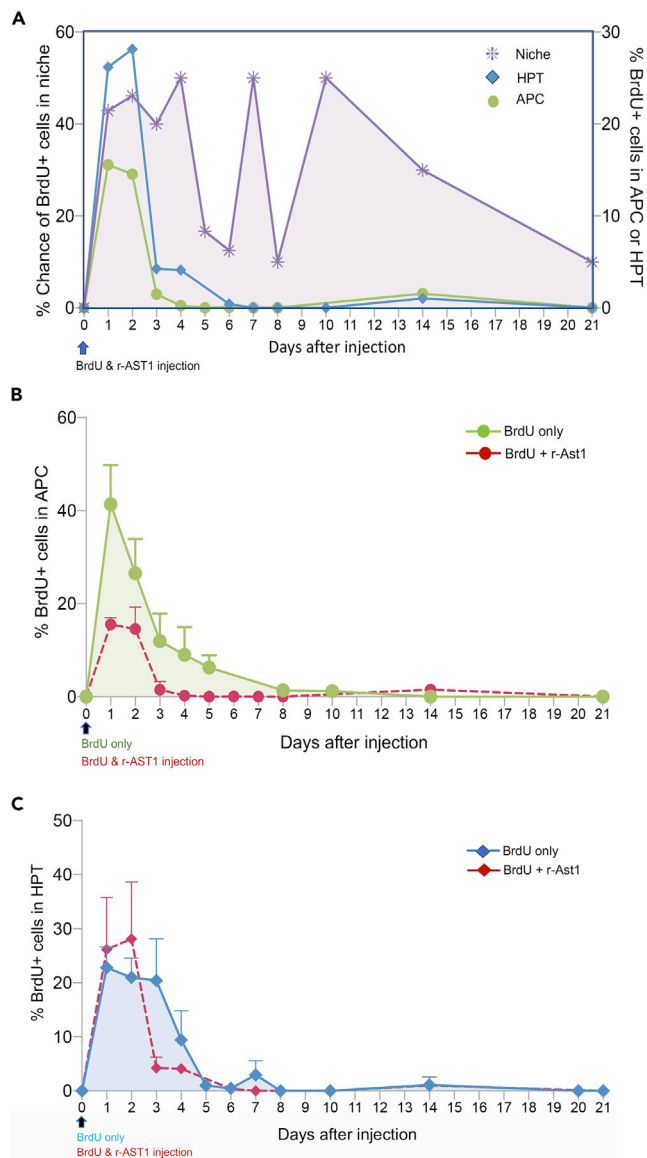 A
60
40
20
0
% Chance of BrdU+ cells in niche
30
20
10
0
% BrdU+ cells in APC or HPT
Niche
HPT
APC
0 1 2 3 4 5 6 7 8 9 10 11 12 13 14 15 16 17 18 19 20 21
Days after injection
BrdU & r-AST1 injection
B
60
40
20
0
% BrdU+ cells in APC
BrdU only
BrdU + r-Ast1
0 1 2 3 4 5 6 7 8 9 10 11 12 13 14 15 16 17 18 19 20 21
Days after injection
BrdU only
BrdU & r-AST1 injection
C
50
40
30
20
10
0
% BrdU+ cells in HPT
BrdU only
BrdU + r-Ast1
0 1 2 3 4 5 6 7 8 9 10 11 12 13 14 15 16 17 18 19 20 21
Days after injection
BrdU only
BrdU & r-AST1 injection